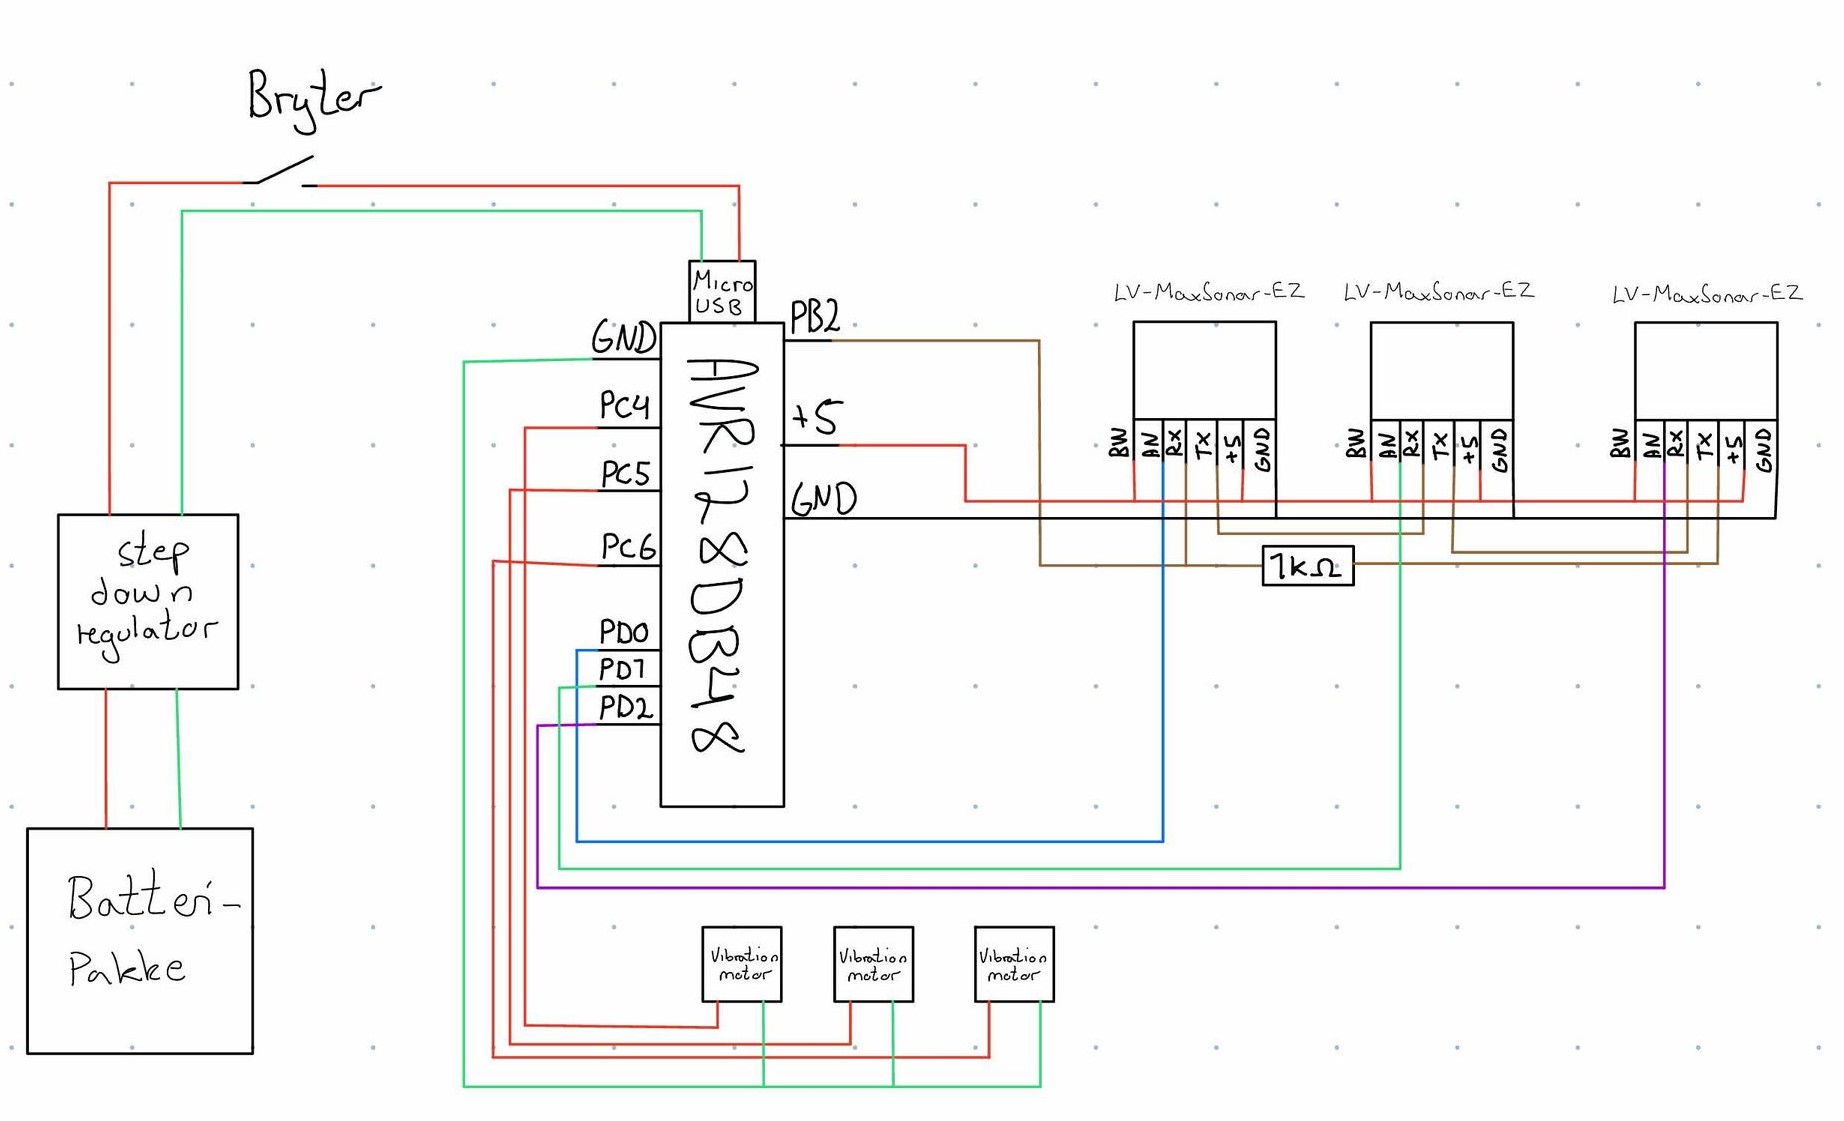 Bryter
Micro
USB
GND
PC4
PC5
PC6
PD0
PD7
PD2
AVR128DB48
PB2
+5
GND
LV-MaxSonar-EZ
BW
AN
Rx
Tx
+5
GND
LV-MaxSonar-EZ
BW
AN
Rx
Tx
+5
GND
LV-MaxSonar-EZ
BW
AN
Rx
Tx
+5
GND
1kΩ
step
down
regulator
Batteri-
Pakke
Vibration
motor
Vibration
motor
Vibration
motor